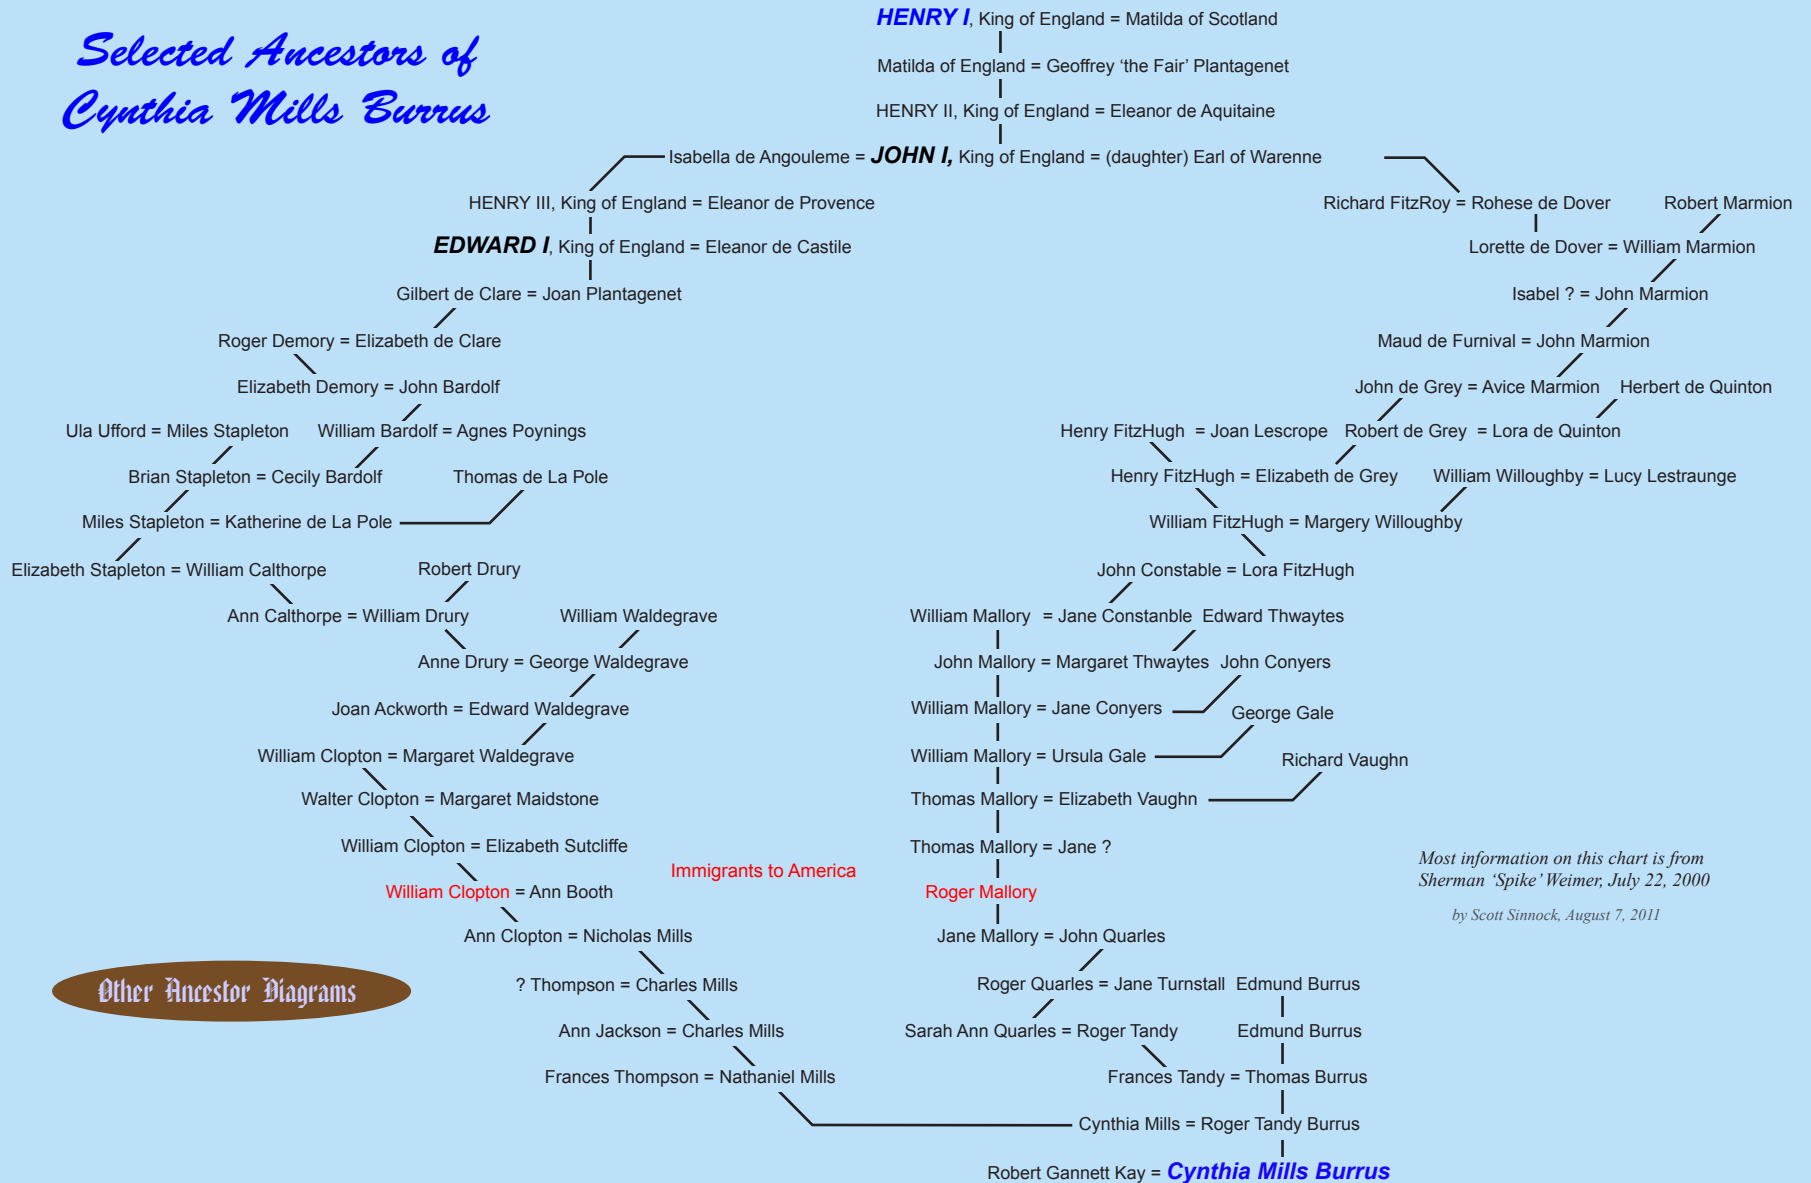 Selected Ancestors of
Cynthia Mills Burrus
HENRY I, King of England = Matilda of Scotland
Matilda of England = Geoffrey ‘the Fair’ Plantagenet
HENRY II, King of England = Eleanor de Aquitaine
Isabella de Angouleme = JOHN I, King of England = (daughter) Earl of Warenne
HENRY III, King of England = Eleanor de Provence
Richard FitzRoy = Rohese de Dover
Robert Marmion
EDWARD I, King of England = Eleanor de Castile
Lorette de Dover = William Marmion
Gilbert de Clare = Joan Plantagenet
Isabel ? = John Marmion
Roger Demory = Elizabeth de Clare
Maud de Furnival = John Marmion
Elizabeth Demory = John Bardolf
John de Grey = Avice Marmion
Herbert de Quinton
Ula Ufford = Miles Stapleton
William Bardolf = Agnes Poynings
Henry FitzHugh = Joan Lescrope
Robert de Grey = Lora de Quinton
Brian Stapleton = Cecily Bardolf
Thomas de La Pole
Henry FitzHugh = Elizabeth de Grey
William Willoughby = Lucy Lestraunge
Miles Stapleton = Katherine de La Pole
William FitzHugh = Margery Willoughby
Elizabeth Stapleton = William Calthorpe
Robert Drury
John Constable = Lora FitzHugh
Ann Calthorpe = William Drury
William Waldegrave
William Mallory = Jane Constanble
Edward Thwaytes
Anne Drury = George Waldegrave
John Mallory = Margaret Thwaytes
John Conyers
Joan Ackworth = Edward Waldegrave
William Mallory = Jane Conyers
George Gale
William Clopton = Margaret Waldegrave
William Mallory = Ursula Gale
Richard Vaughn
Walter Clopton = Margaret Maidstone
Thomas Mallory = Elizabeth Vaughn
William Clopton = Elizabeth Sutcliffe
Thomas Mallory = Jane ?
Most information on this chart is from
Sherman ‘Spike’ Weimer, July 22, 2000
by Scott Sinnock, August 7, 2011
Immigrants to America
William Clopton = Ann Booth
Roger Mallory
Ann Clopton = Nicholas Mills
Jane Mallory = John Quarles
Other Ancestor Diagrams
? Thompson = Charles Mills
Roger Quarles = Jane Turnstall
Edmund Burrus
Ann Jackson = Charles Mills
Sarah Ann Quarles = Roger Tandy
Edmund Burrus
Frances Thompson = Nathaniel Mills
Frances Tandy = Thomas Burrus
Cynthia Mills = Roger Tandy Burrus
Robert Gannett Kay = Cynthia Mills Burrus